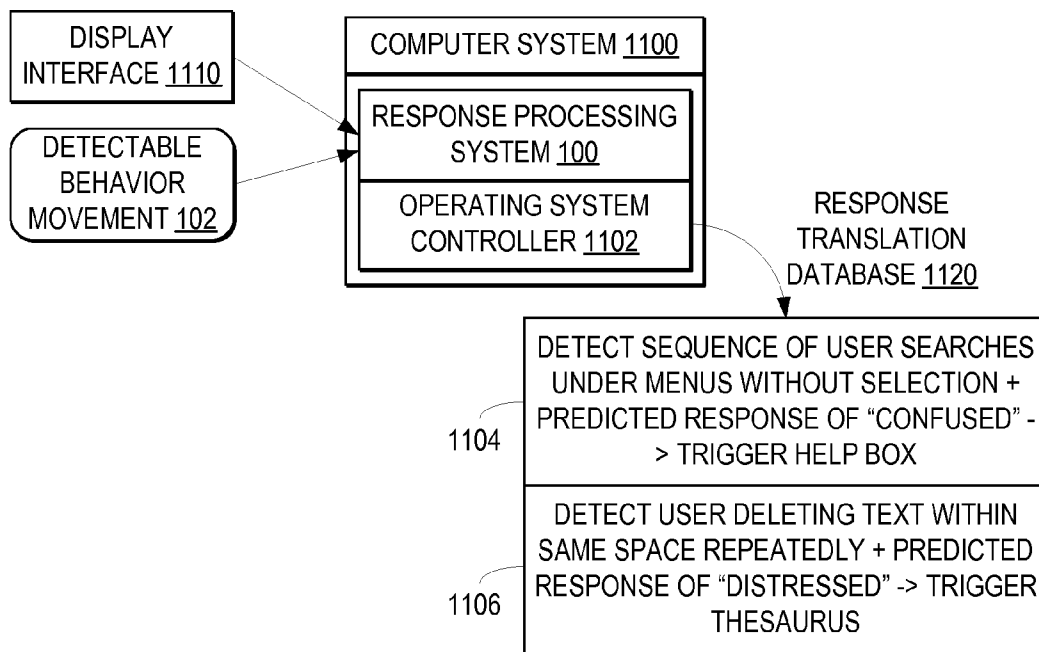 DISPLAY
INTERFACE 1110
COMPUTER SYSTEM 1100
RESPONSE PROCESSING
SYSTEM 100
DETECTABLE
BEHAVIOR
MOVEMENT 102
OPERATING SYSTEM
CONTROLLER 1102
RESPONSE
TRANSLATION
DATABASE 1120
DETECT SEQUENCE OF USER SEARCHES
UNDER MENUS WITHOUT SELECTION +
PREDICTED RESPONSE OF “CONFUSED” -
> TRIGGER HELP BOX
1104
DETECT USER DELETING TEXT WITHIN
SAME SPACE REPEATEDLY + PREDICTED
RESPONSE OF “DISTRESSED” -> TRIGGER
THESAURUS
1106